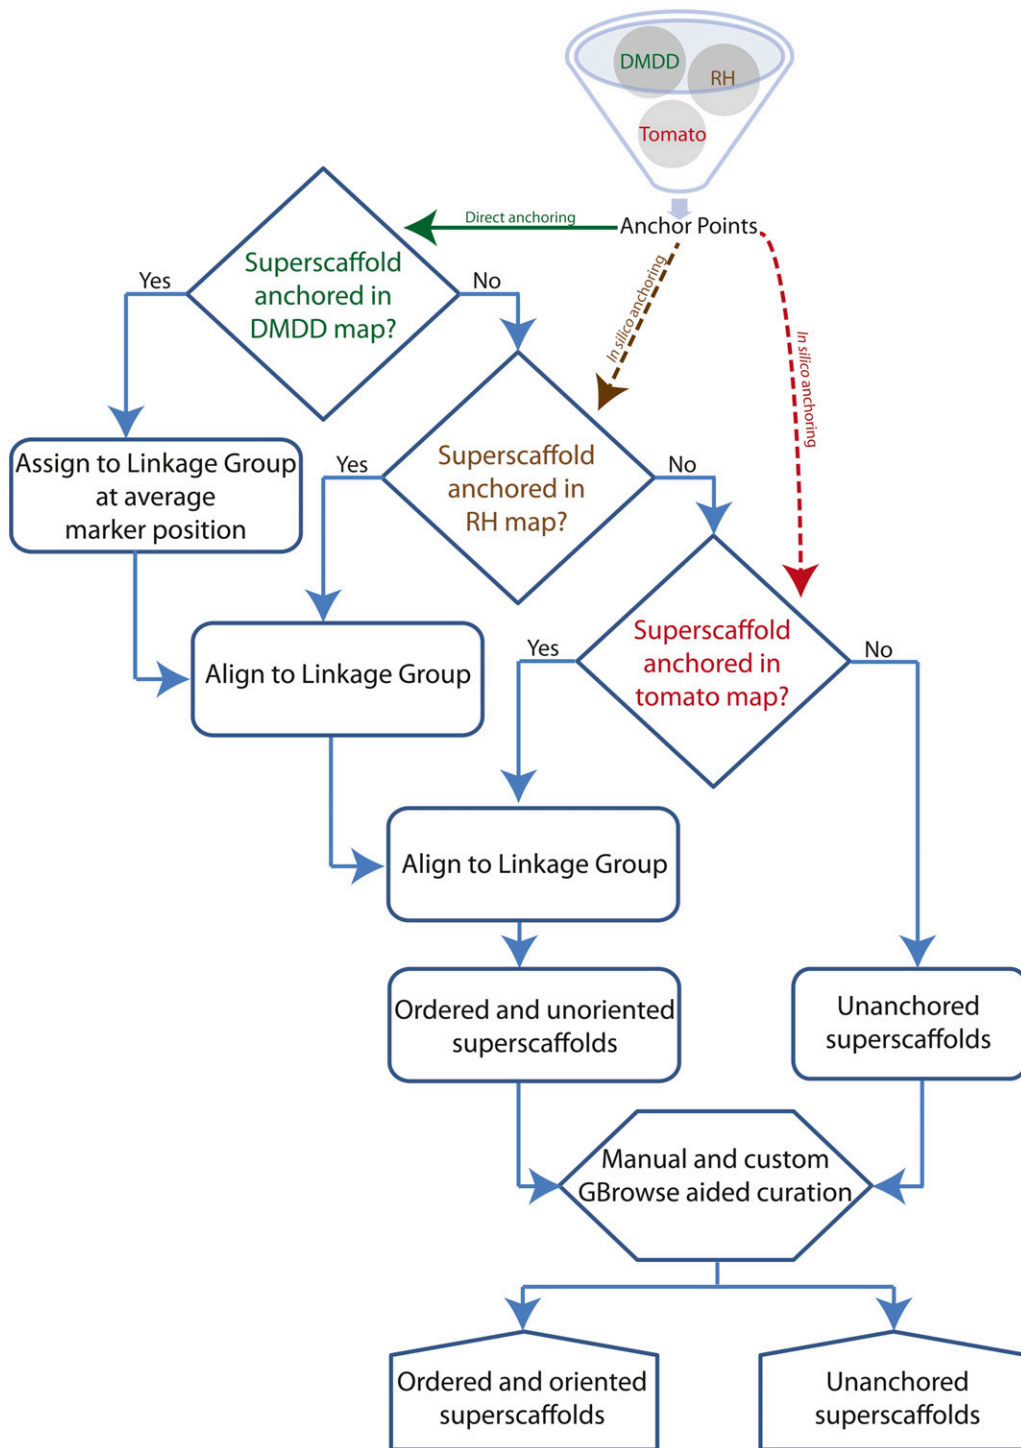 DMDD
RH
Tomato
Direct anchoring
Anchor Points
In silico anchoring
In silico anchoring
Superscaffold
anchored in
DMDD map?
Yes
No
Assign to Linkage Group
at average
marker position
Superscaffold
anchored in
RH map?
Yes
No
Align to Linkage Group
Superscaffold
anchored in
tomato map?
Yes
No
Align to Linkage Group
Ordered and unoriented
superscaffolds
Unanchored
superscaffolds
Manual and custom
GBrowse aided curation
Ordered and oriented
superscaffolds
Unanchored
superscaffolds